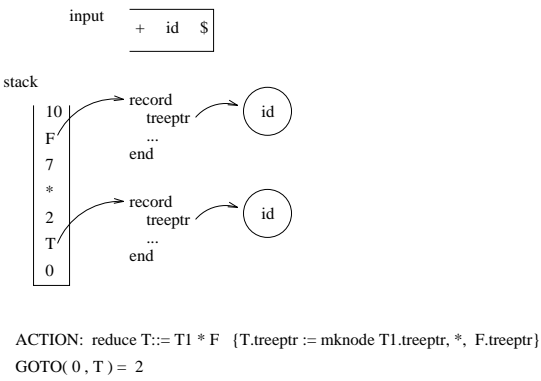 input
+ id $
stack
10
F
7
*
2
T
0
record
treeptr
...
end
id
record
treeptr
...
end
id
ACTION: reduce T::= T1 * F {T.treeptr := mknode T1.treeptr, *, F.treeptr}
GOTO( 0 , T ) = 2